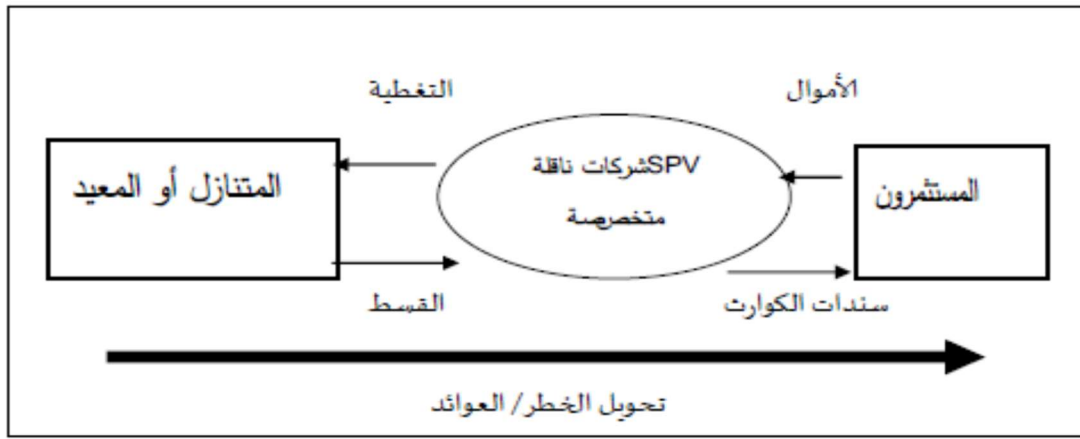 الأموال
التغطية
المستثمرون
SPVشركات ناقلة
متخصصة
المتنازل أو المعيد
سندات الكوارث
القسط
تحويل الخطر/ العوائد